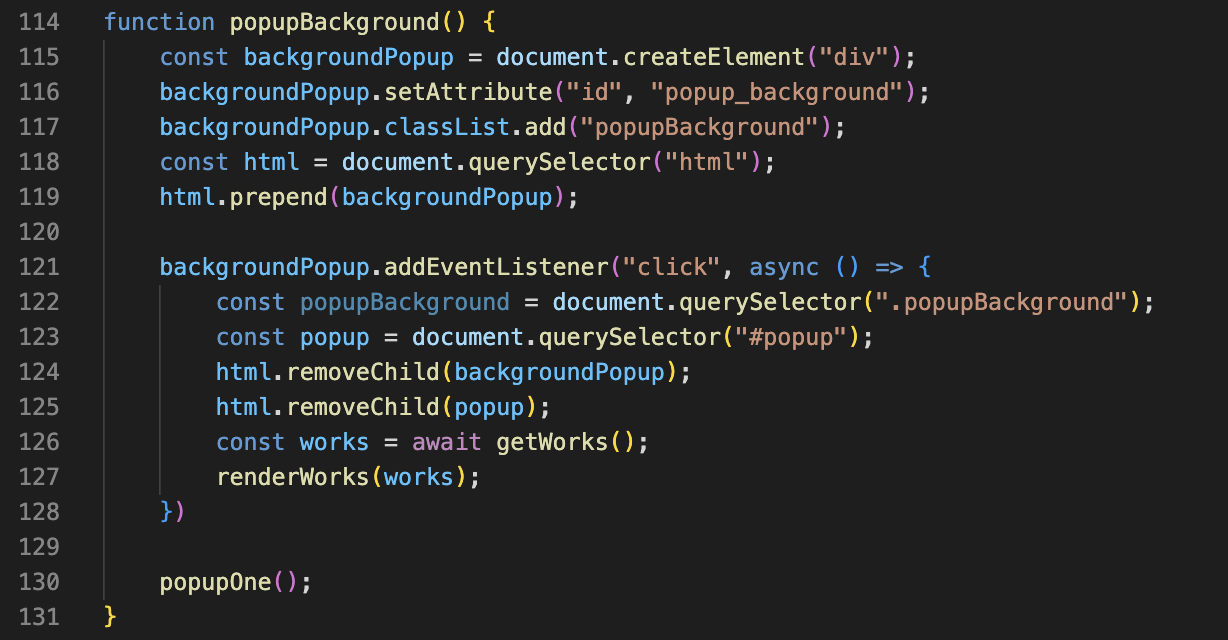 114 function popupBackground() {
115     const backgroundPopup = document.createElement("div");
116     backgroundPopup.setAttribute("id", "popup_background");
117     backgroundPopup.classList.add("popupBackground");
118     const html = document.querySelector("html");
119     html.prepend(backgroundPopup);
120
121     backgroundPopup.addEventListener("click", async () => {
122         const popupBackground = document.querySelector(".popupBackground");
123         const popup = document.querySelector("#popup");
124         html.removeChild(backgroundPopup);
125         html.removeChild(popup);
126         const works = await getWorks();
127         renderWorks(works);
128     })
129
130     popupOne();
131 }